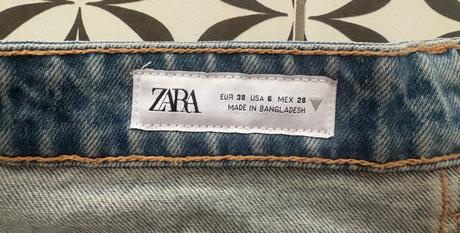 ZARA
EUR 38 USA 6 MEX 28
MADE IN BANGLADESH